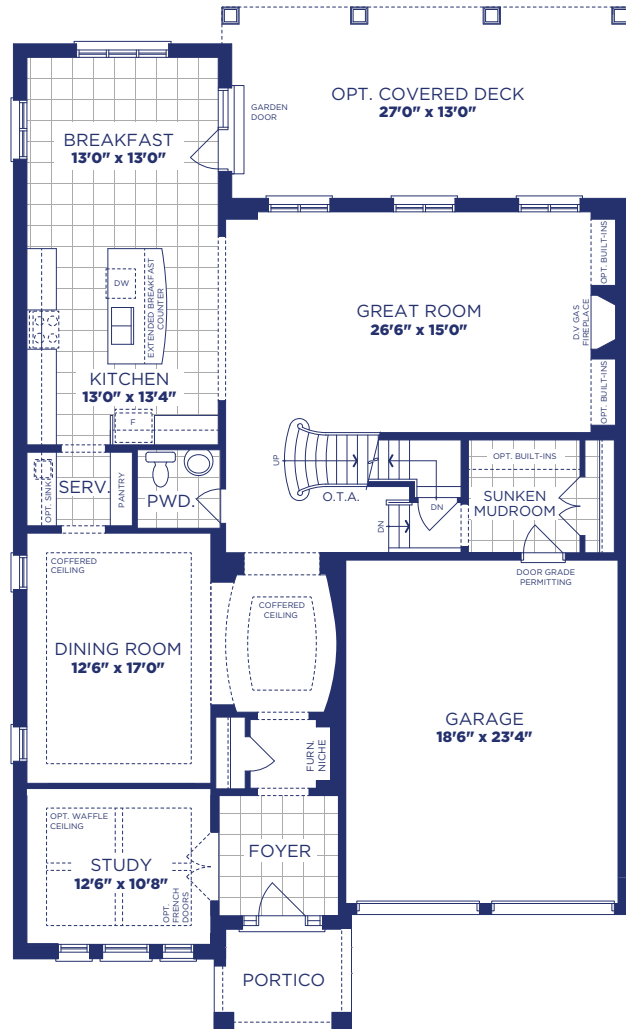 OPT. COVERED DECK
27'0" x 13'0"
GARDEN
DOOR
BREAKFAST
13'0" x 13'0"
DW
EXTENDED BREAKFAST
COUNTER
KITCHEN
13'0" x 13'4"
F
GREAT ROOM
26'6" x 15'0"
OPT. BUILT-INS
D.V GAS
FIREPLACE
OPT. BUILT-INS
OPT. SINK
SERV.
PANTRY
PWD.
UP
O.T.A.
DN
DN
OPT. BUILT-INS
SUNKEN
MUDROOM
DOOR GRADE
PERMITTING
COFFERED
CEILING
DINING ROOM
12'6" x 17'0"
COFFERED
CEILING
FURN.
NICHE
GARAGE
18'6" x 23'4"
OPT. WAFFLE
CEILING
STUDY
12'6" x 10'8"
OPT.
FRENCH
DOORS
FOYER
PORTICO